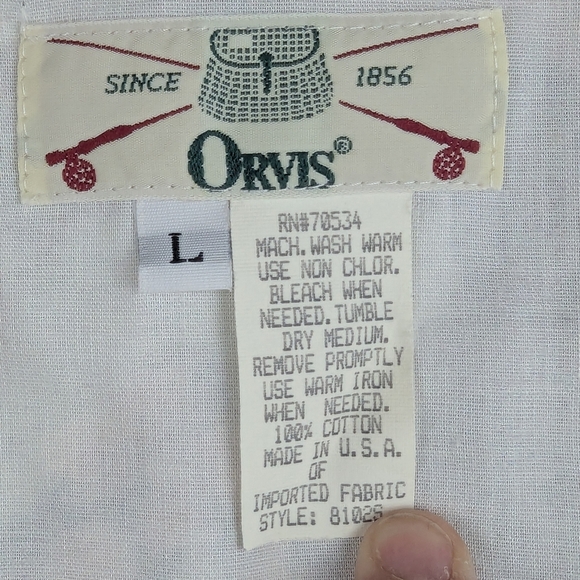 SINCE 1856
ORVIS®
L
RN#70534
MACH. WASH WARM
USE NON CHLOR.
BLEACH WHEN
NEEDED. TUMBLE
DRY MEDIUM.
REMOVE PROMPTLY
USE WARM IRON
WHEN NEEDED.
100% COTTON
MADE IN U.S.A.
OF
IMPORTED FABRIC
STYLE: